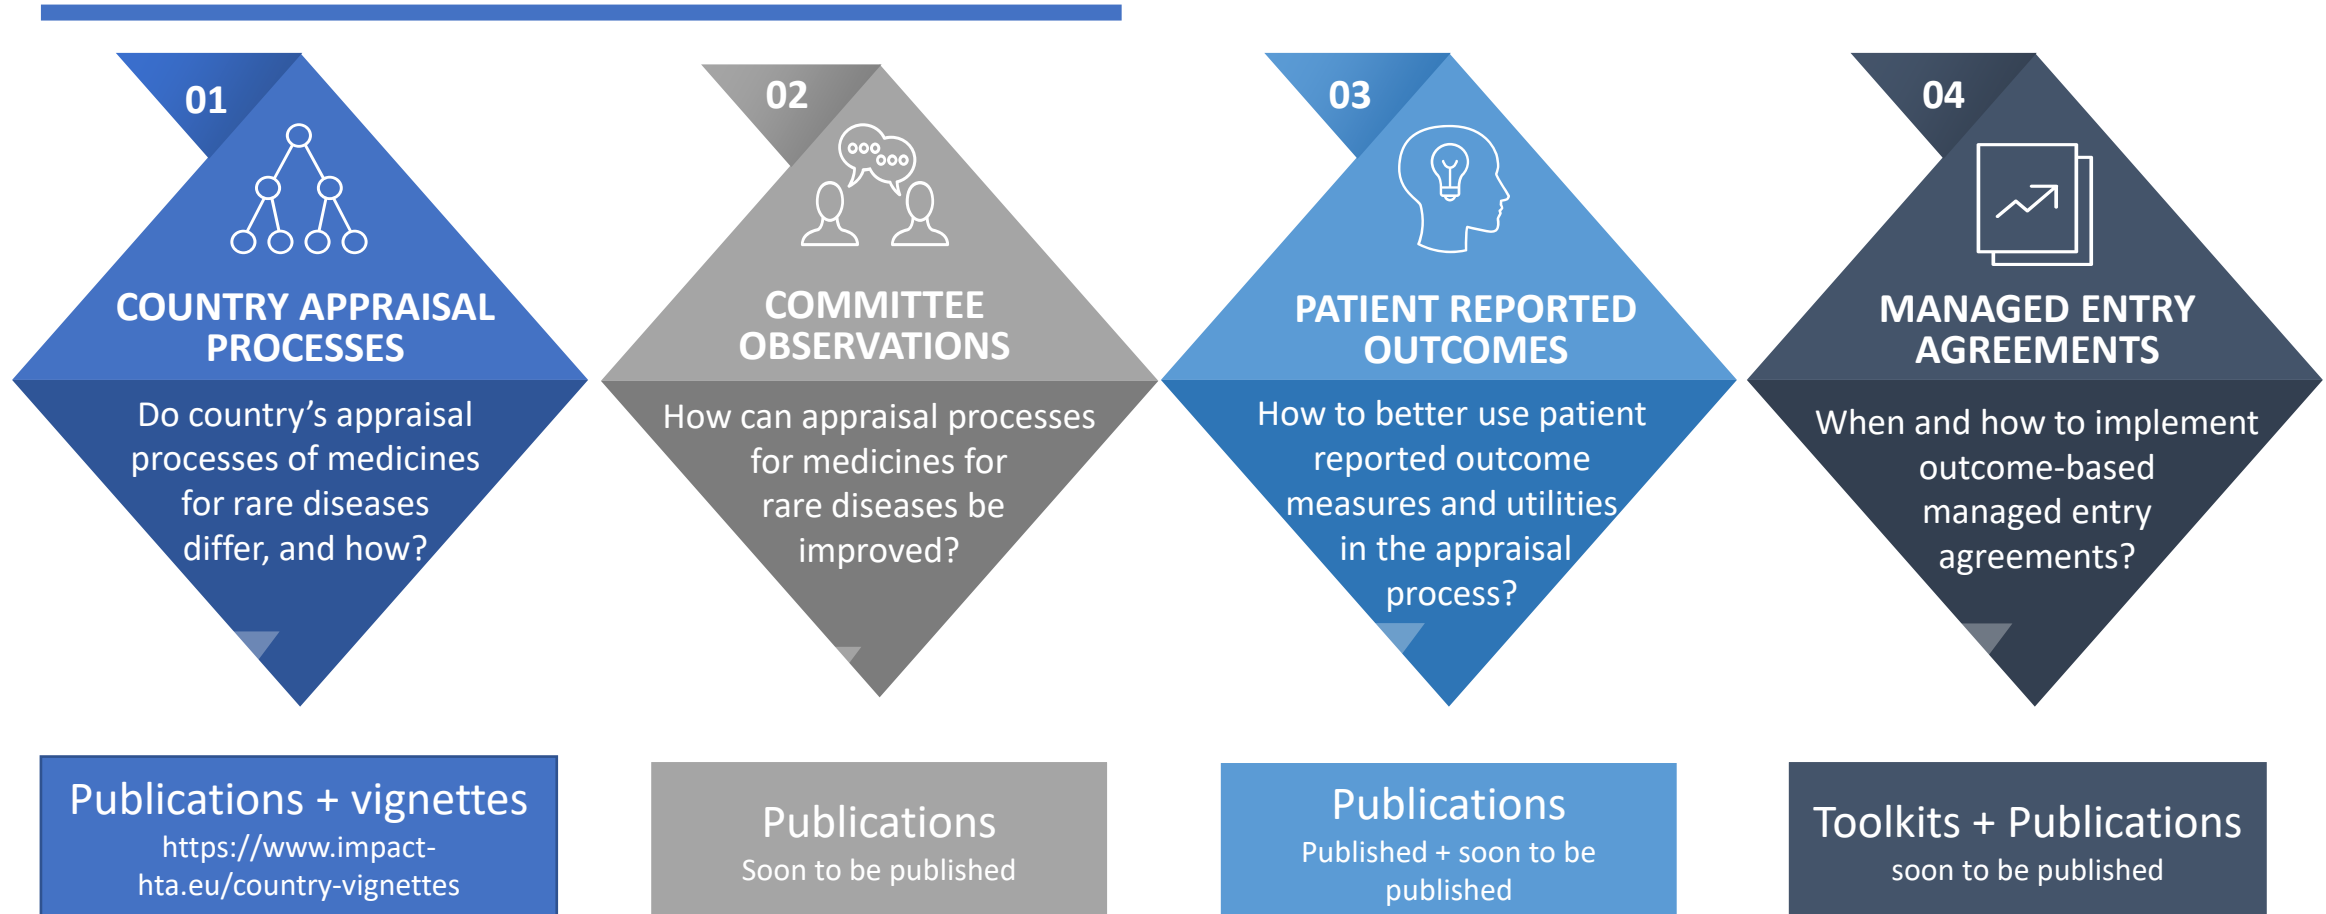 01
COUNTRY APPRAISAL
PROCESSES
Do country’s appraisal
processes of medicines
for rare diseases
differ, and how?
Publications + vignettes
https://www.impact-
hta.eu/country-vignettes
02
COMMITTEE
OBSERVATIONS
How can appraisal processes
for medicines for
rare diseases be
improved?
Publications
Soon to be published
03
PATIENT REPORTED
OUTCOMES
How to better use patient
reported outcome
measures and utilities
in the appraisal
process?
Publications
Published + soon to be
published
04
MANAGED ENTRY
AGREEMENTS
When and how to implement
outcome-based
managed entry
agreements?
Toolkits + Publications
soon to be published